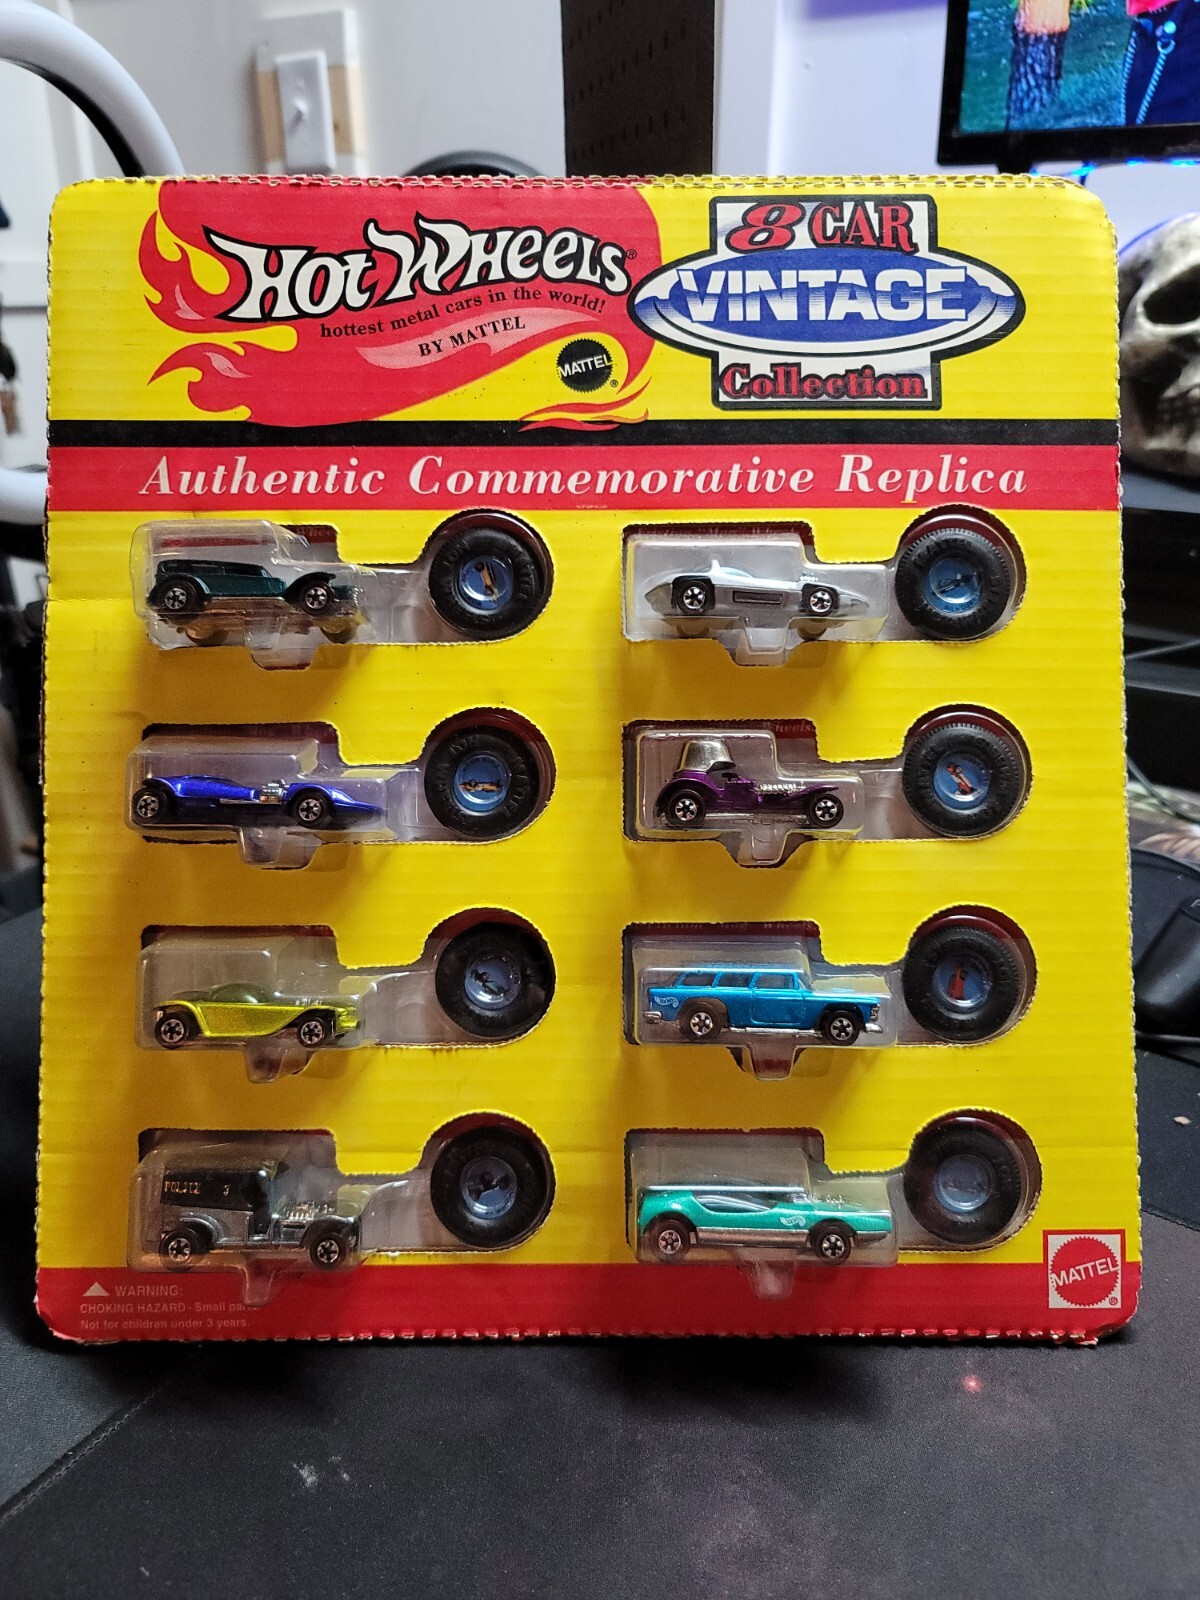 Hot Wheels®
hottest metal cars in the world!
BY MATTEL
MATTEL
®
8 CAR
VINTAGE
Collection
Authentic Commemorative Replica
POLICE 3
WARNING:
CHOKING HAZARD - Small
Not for children under 3 years.
MATTEL
®